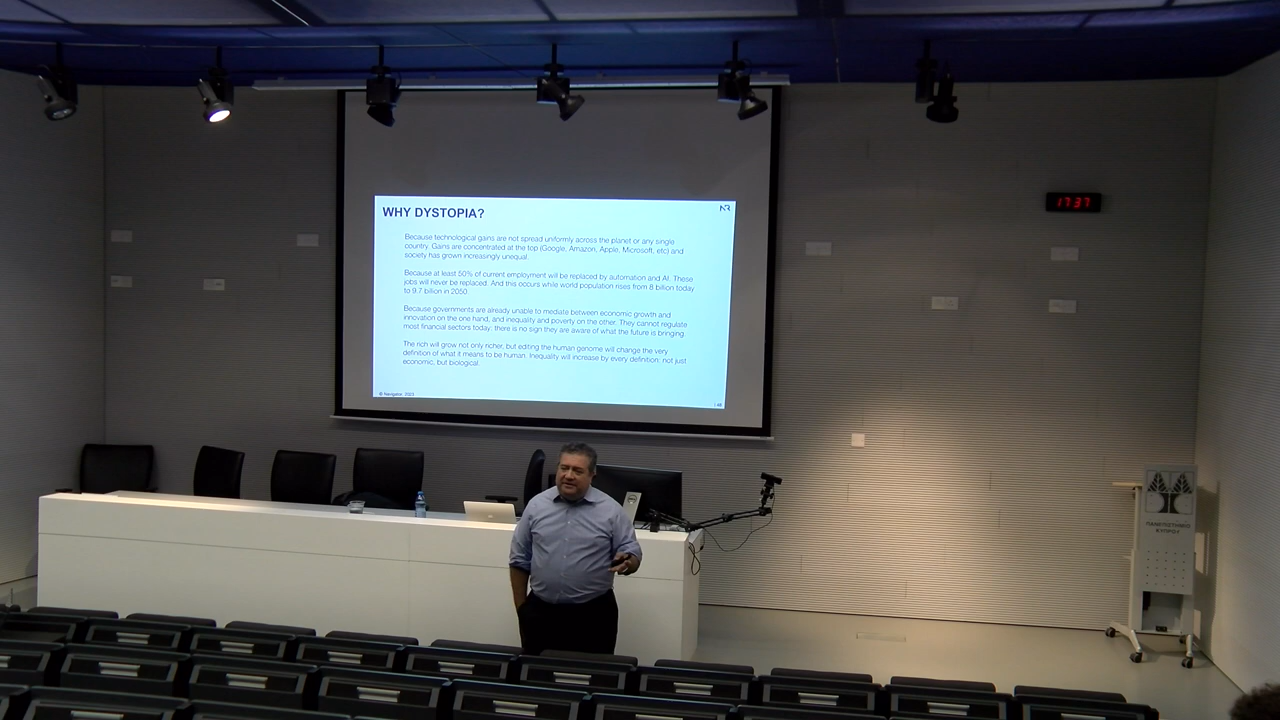 17:37
WHY DYSTOPIA?
NR
Because technological gains are not spread uniformly across the planet or any single
country. Gains are concentrated at the top (Google, Amazon, Apple, Microsoft, etc) and
society has grown increasingly unequal.
Because at least 50% of current employment will be replaced by automation and AI. These
jobs will never be replaced. And this occurs while world population rises from 8 billion today
to 9.7 billion in 2050.
Because governments are already unable to mediate between economic growth and
innovation on the one hand, and inequality and poverty on the other. They cannot regulate
most financial sectors today: there is no sign they are aware of what the future is bringing.
The rich will grow not only richer, but editing the human genome will change the very
definition of what it means to be human. Inequality will increase by every definition: not just
economic, but biological.
© Navigator, 2023
| 48
ΠΑΝΕΠΙΣΤΗΜΙΟ
ΚΥΠΡΟΥ